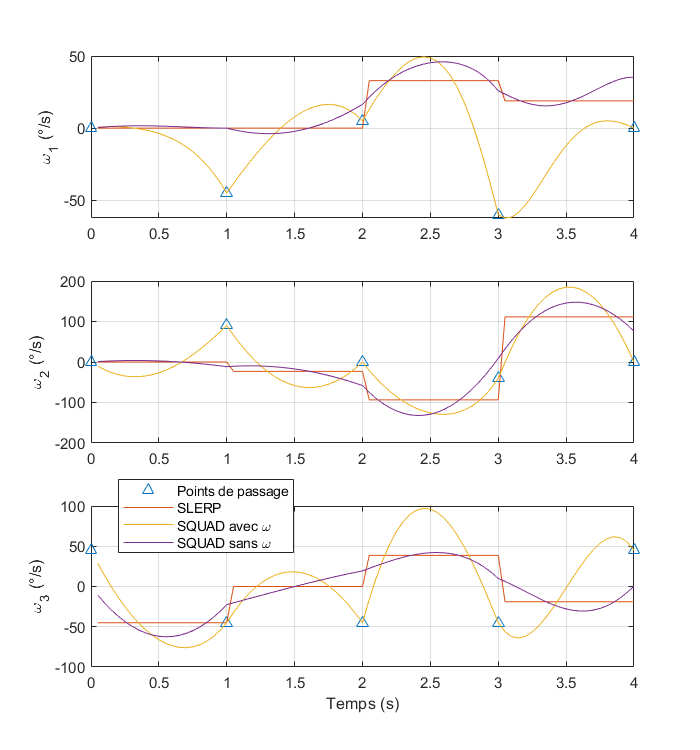 50
0
-50
ω1 (°/s)
0 0.5 1 1.5 2 2.5 3 3.5 4
200
100
0
-100
-200
ω2 (°/s)
0 0.5 1 1.5 2 2.5 3 3.5 4
Points de passage
SLERP
SQUAD avec ω
SQUAD sans ω
100
50
0
-50
-100
ω3 (°/s)
0 0.5 1 1.5 2 2.5 3 3.5 4
Temps (s)